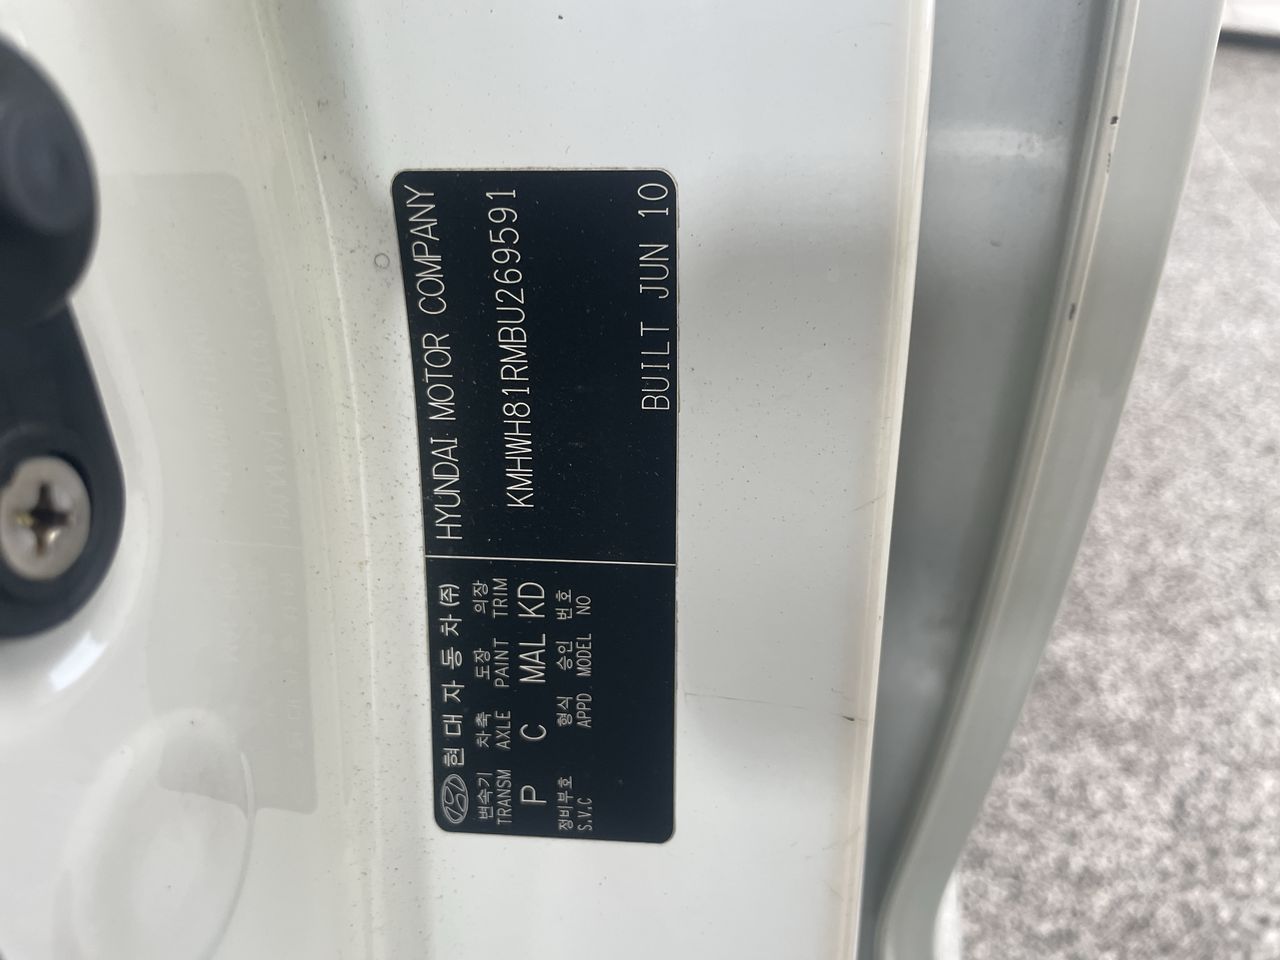 현대자동차(주)
변속기 차축 도장 의장
TRANSM AXLE PAINT TRIM
P C MAL KD
정비부호 형식 승인 번호
S.V.C APPD MODEL NO
HYUNDAI MOTOR COMPANY
KMHWH81RMBU269591
BUILT JUN 10